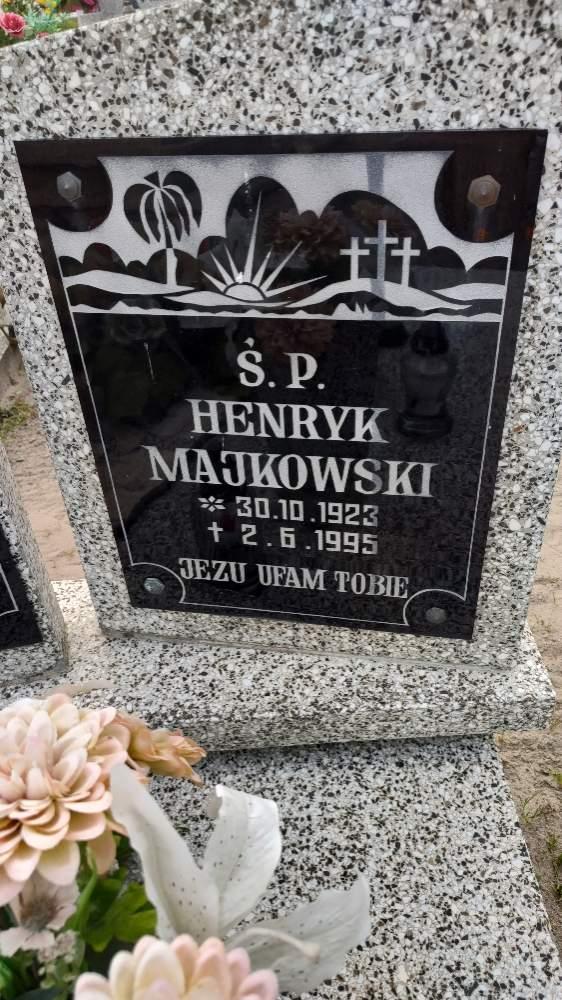 Ś. P.
HENRYK
MAJKOWSKI
* 30.10.1923
† 2.6.1995
JEZU UFAM TOBIE